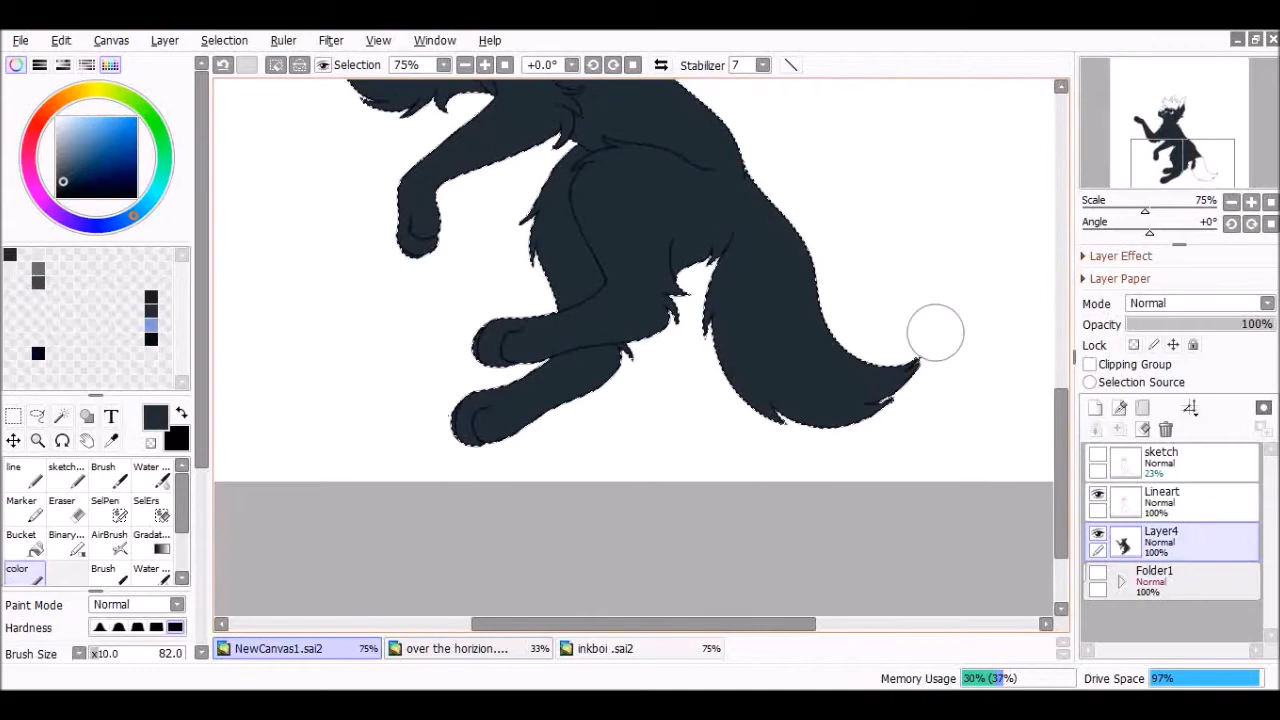 File Edit Canvas Layer Selection Ruler Filter View Window Help
Selection 75% +0.0° Stabilizer 7
Scale 75%
Angle +0°
Layer Effect
Layer Paper
Mode Normal
Opacity 100%
Lock
Clipping Group
Selection Source
T
line sketch... Brush Water ...
Marker Eraser SelPen SelErs
Bucket Binary... AirBrush Gradat...
color Brush Water ...
Paint Mode Normal
Hardness
Brush Size x10.0 82.0
sketch
Normal
23%
Lineart
Normal
100%
Layer4
Normal
100%
Folder1
Normal
100%
NewCanvas1.sai2 75% over the horizion.... 33% inkboi .sai2 75%
Memory Usage 30% (37%) Drive Space 97%